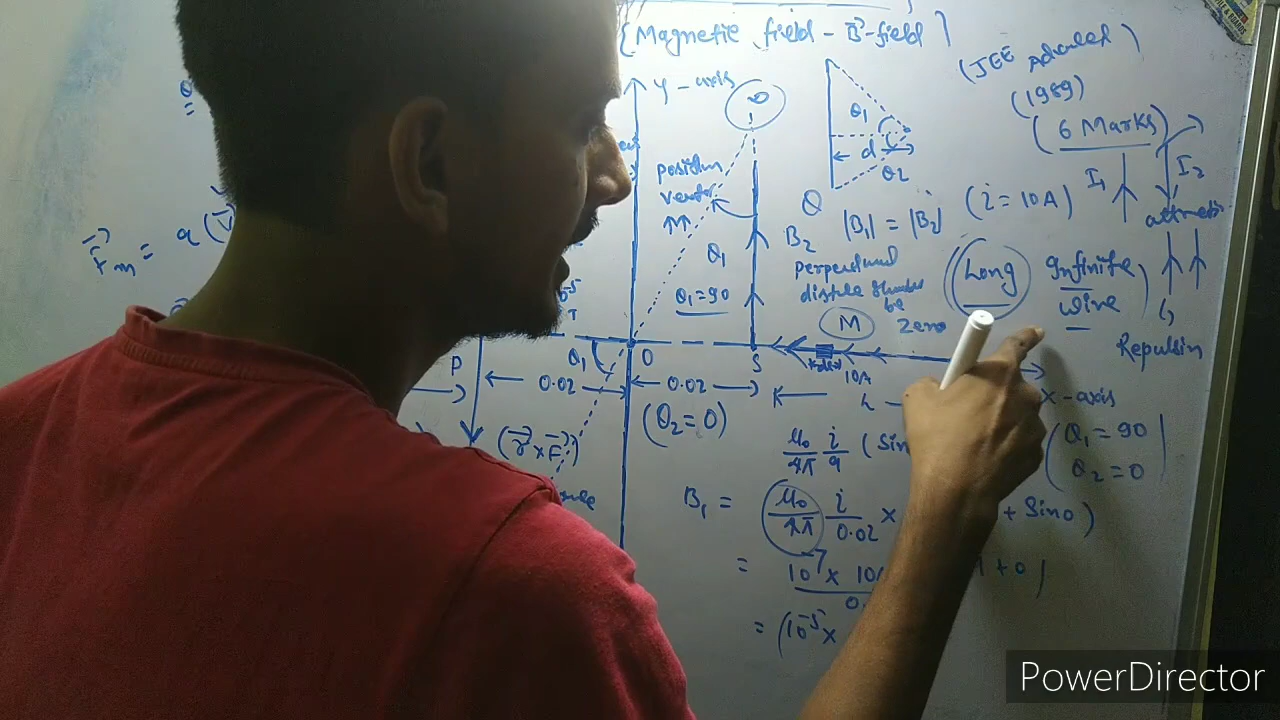 {Magnetic field - B-field}
(JEE Advanced)
(1989)
(6 Marks)
y-axis
θ1
d
θ2
I1
I2
position
vector
Q
B2
|B1| = |B2|
(i = 10A)
attraction
F m = q(V
perpendicul
distance should
be
zero
(Long
Infinite
wire
Repulsion
θ1
θ1 = 90
M
P
θ1
O
S
10A
0.02
0.02
X-axis
(θ2 = 0)
(r x F)
μ0
4π
i
a
(Sin
(θ1 = 90
θ2 = 0)
B1 =
μ0
4π
i
0.02
x
+ Sin0)
= 10-7 x 10
1 + 0)
0.
= (10-5 x
PowerDirector